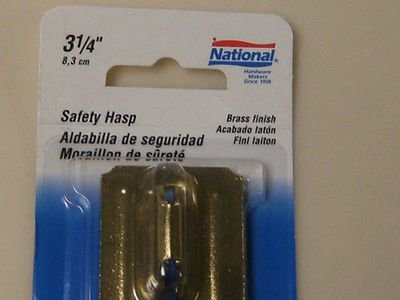 3 1/4"
8,3 cm
National
Hardware
Makers
Since 1901
Safety Hasp
Aldabilla de seguridad
Moraillon de sûreté
Brass finish
Acabado latón
Fini laiton